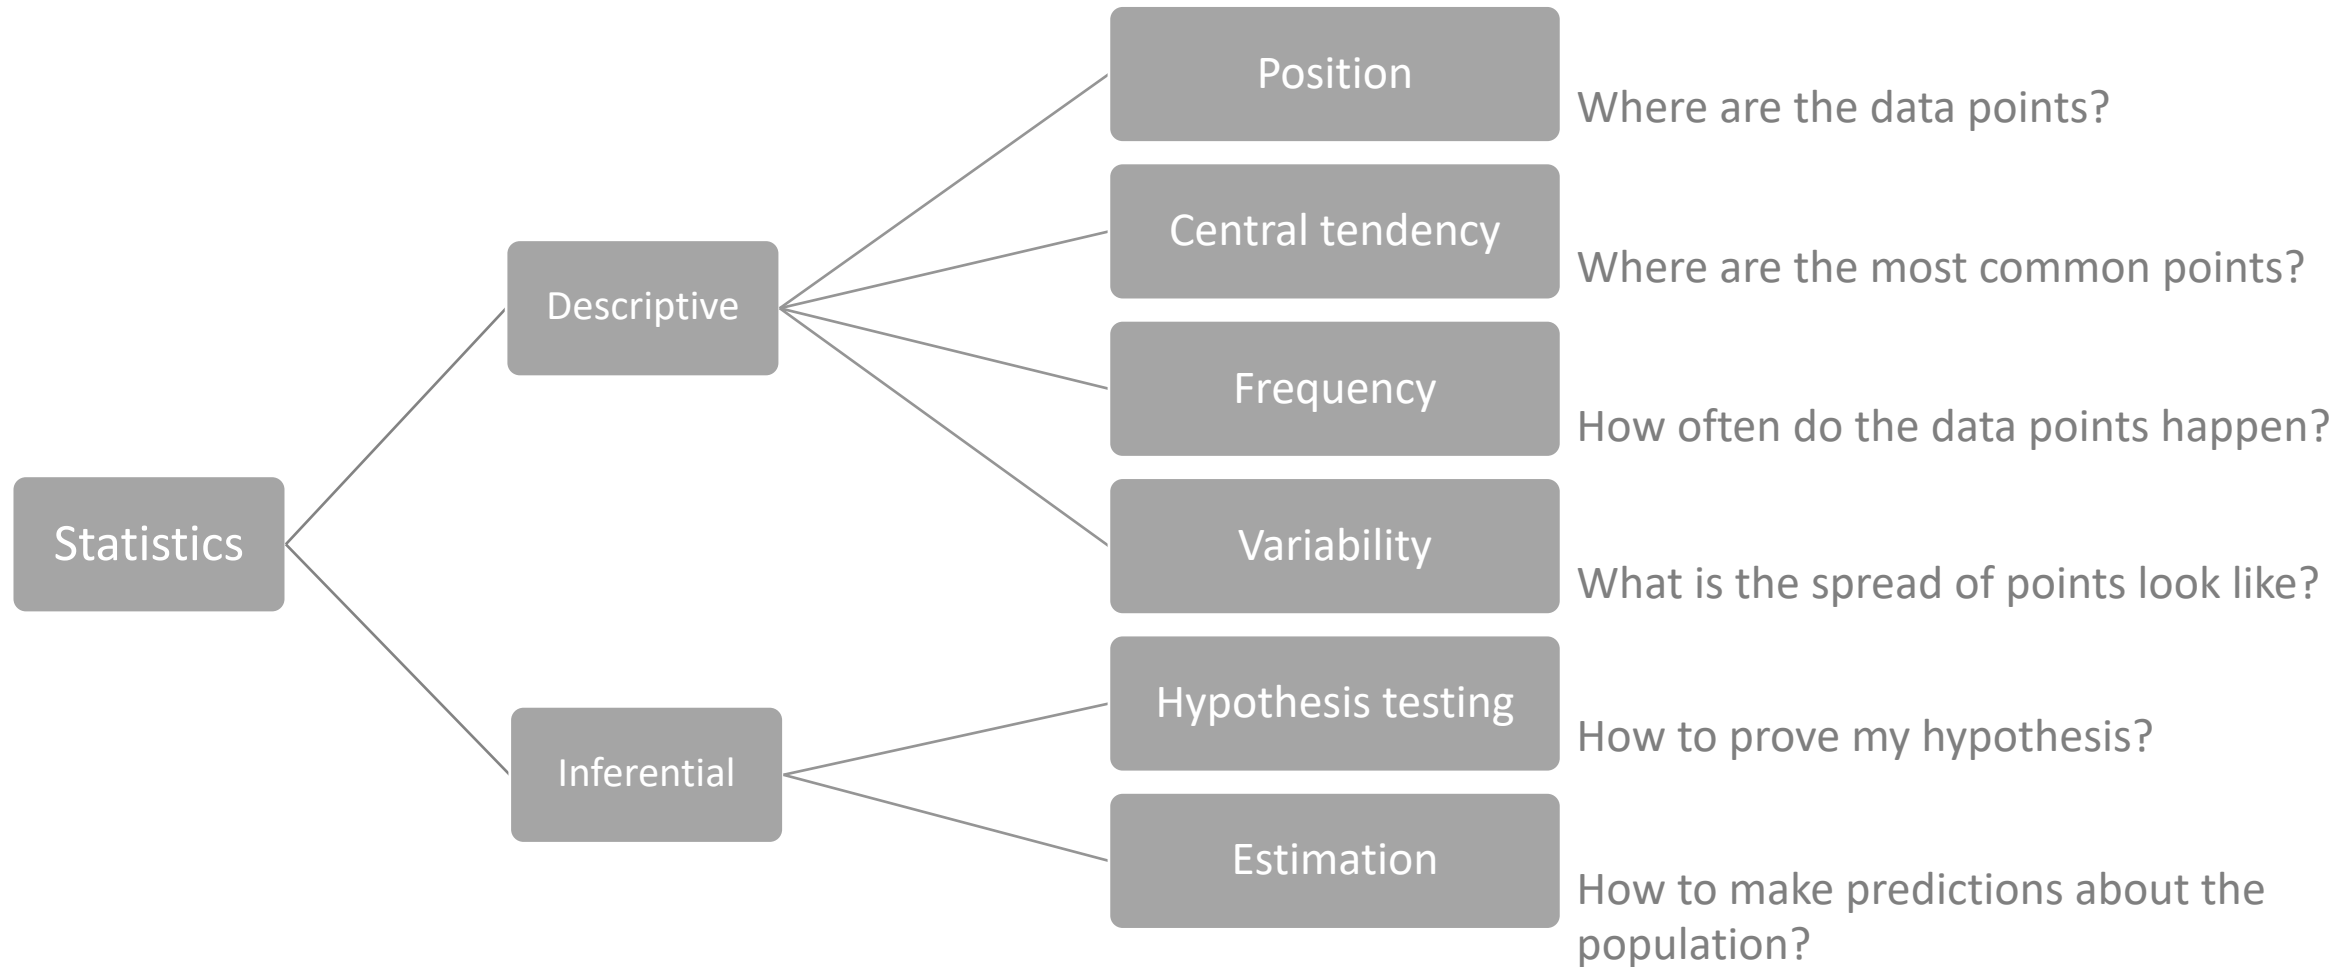 Position
Where are the data points?
Central tendency
Where are the most common points?
Descriptive
Frequency
How often do the data points happen?
Statistics
Variability
What is the spread of points look like?
Hypothesis testing
How to prove my hypothesis?
Inferential
Estimation
How to make predictions about the
population?